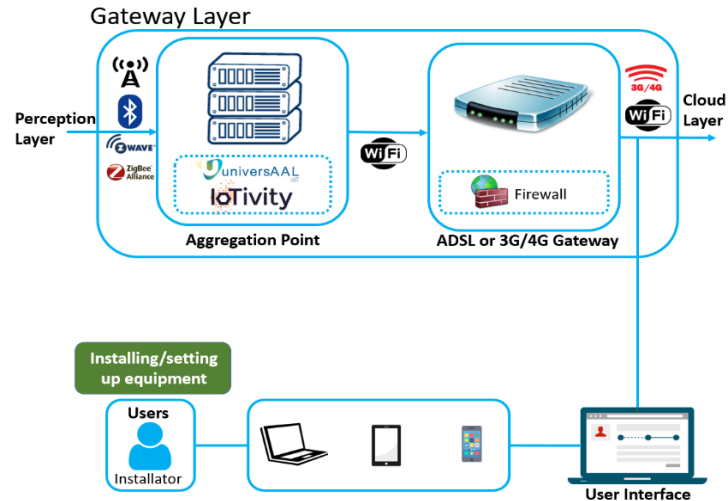 Gateway Layer
3G/4G
Perception
Layer
Cloud
Layer
WiFi
ZWAVE
ZigBee
Alliance
WiFi
universAAL
IoT
IoTivity
Firewall
Aggregation Point
ADSL or 3G/4G Gateway
Installing/setting
up equipment
Users
Installator
User Interface